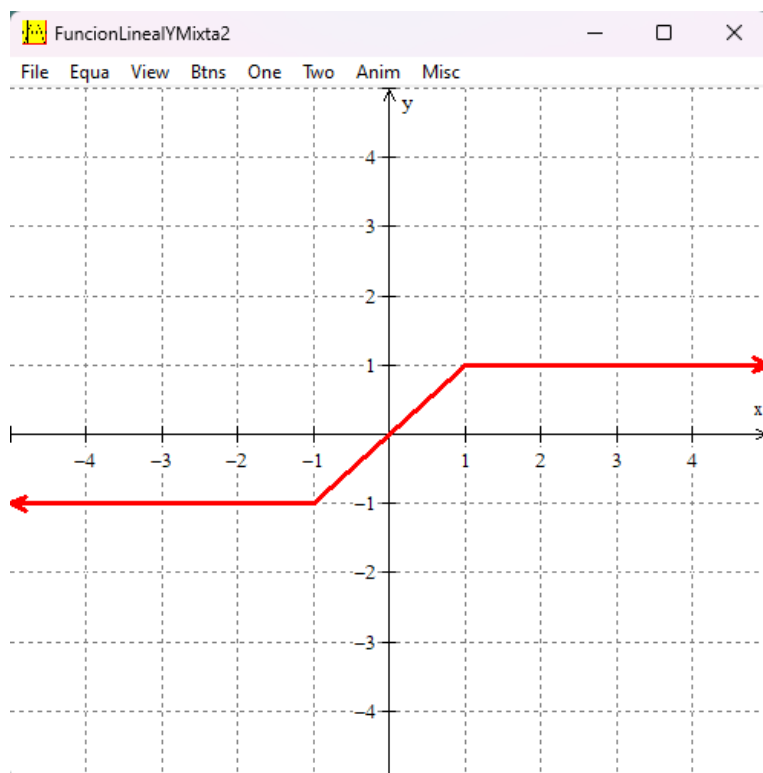 FuncionLinealYMixta2
File Equa View Btns One Two Anim Misc
y
4
3
2
1
x
−4 −3 −2 −1 1 2 3 4
−1
−2
−3
−4